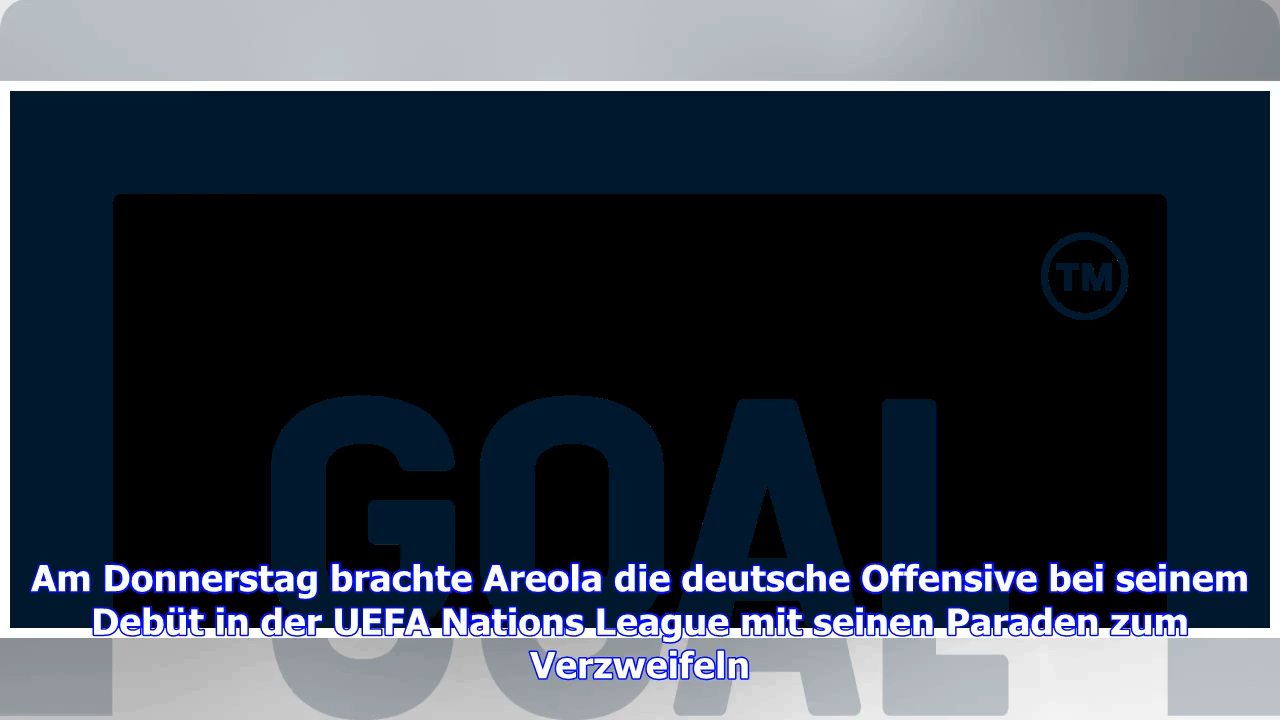 TM
GOAL
Am Donnerstag brachte Areola die deutsche Offensive bei seinem
Debüt in der UEFA Nations League mit seinen Paraden zum
Verzweifeln